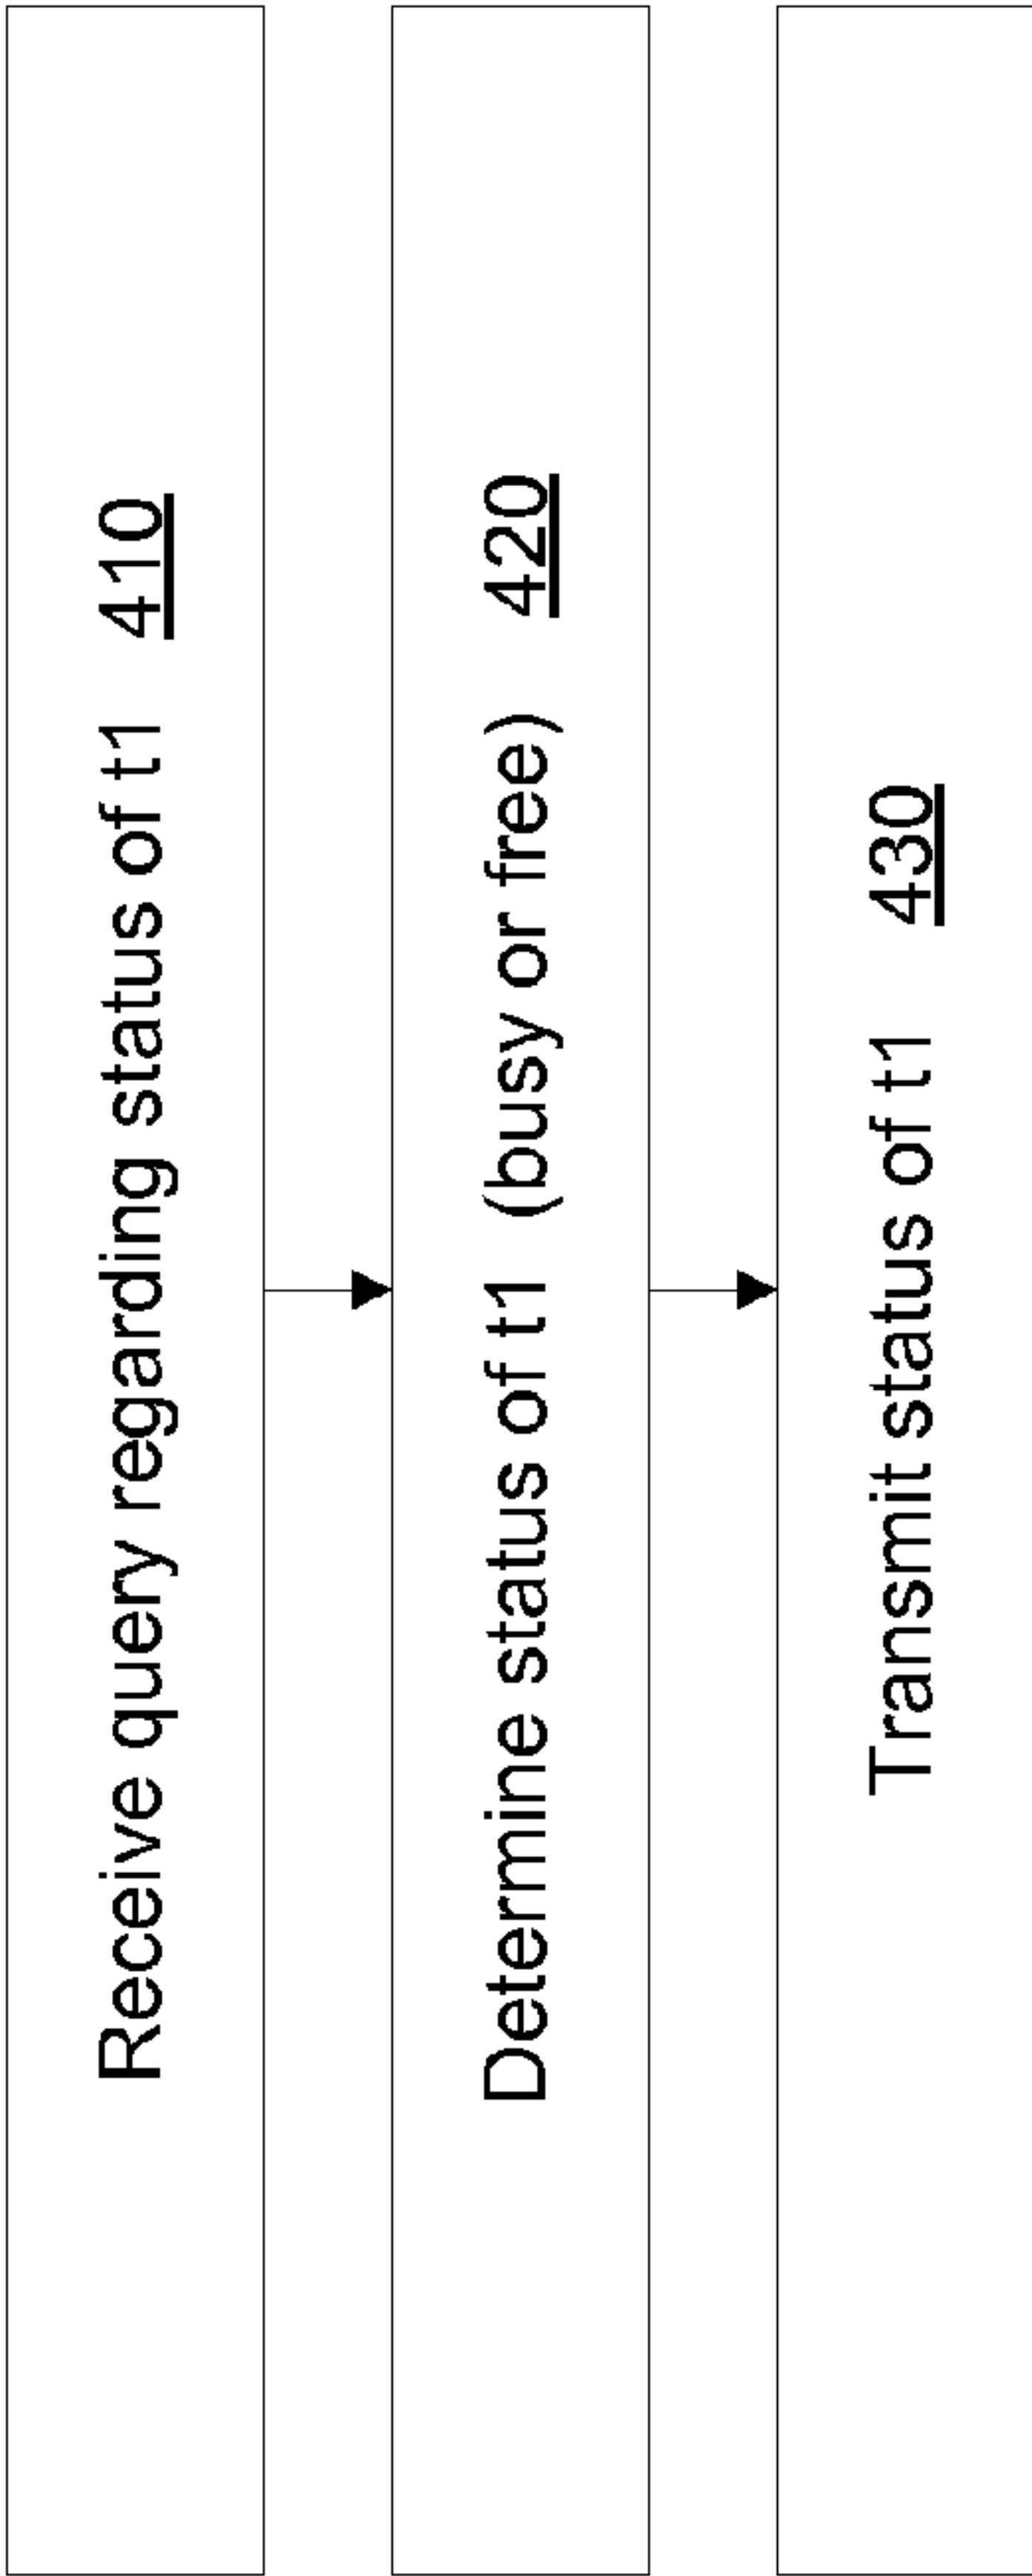 Receive query regarding status of t1 410
Determine status of t1 (busy or free) 420
Transmit status of t1 430